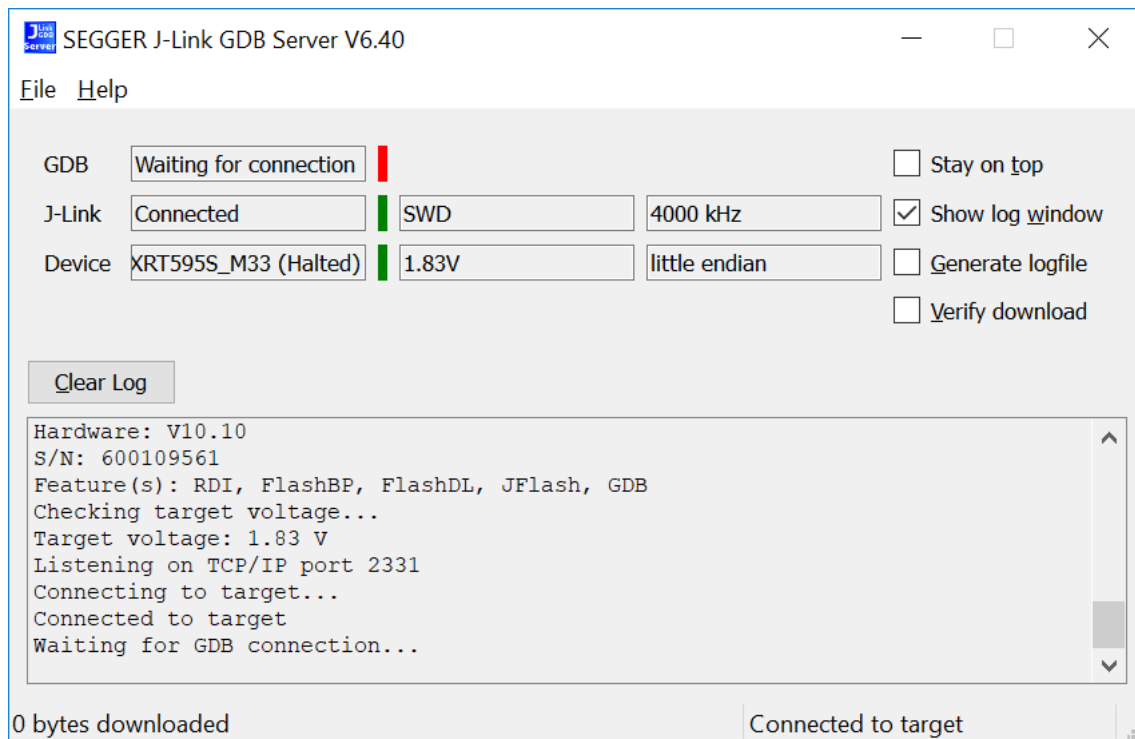 J Link GDB Server
SEGGER J-Link GDB Server V6.40
File Help
GDB Waiting for connection Stay on top
J-Link Connected SWD 4000 kHz Show log window
Device XRT595S_M33 (Halted) 1.83V little endian Generate logfile
Verify download
Clear Log
Hardware: V10.10
S/N: 600109561
Feature(s): RDI, FlashBP, FlashDL, JFlash, GDB
Checking target voltage...
Target voltage: 1.83 V
Listening on TCP/IP port 2331
Connecting to target...
Connected to target
Waiting for GDB connection...
0 bytes downloaded Connected to target